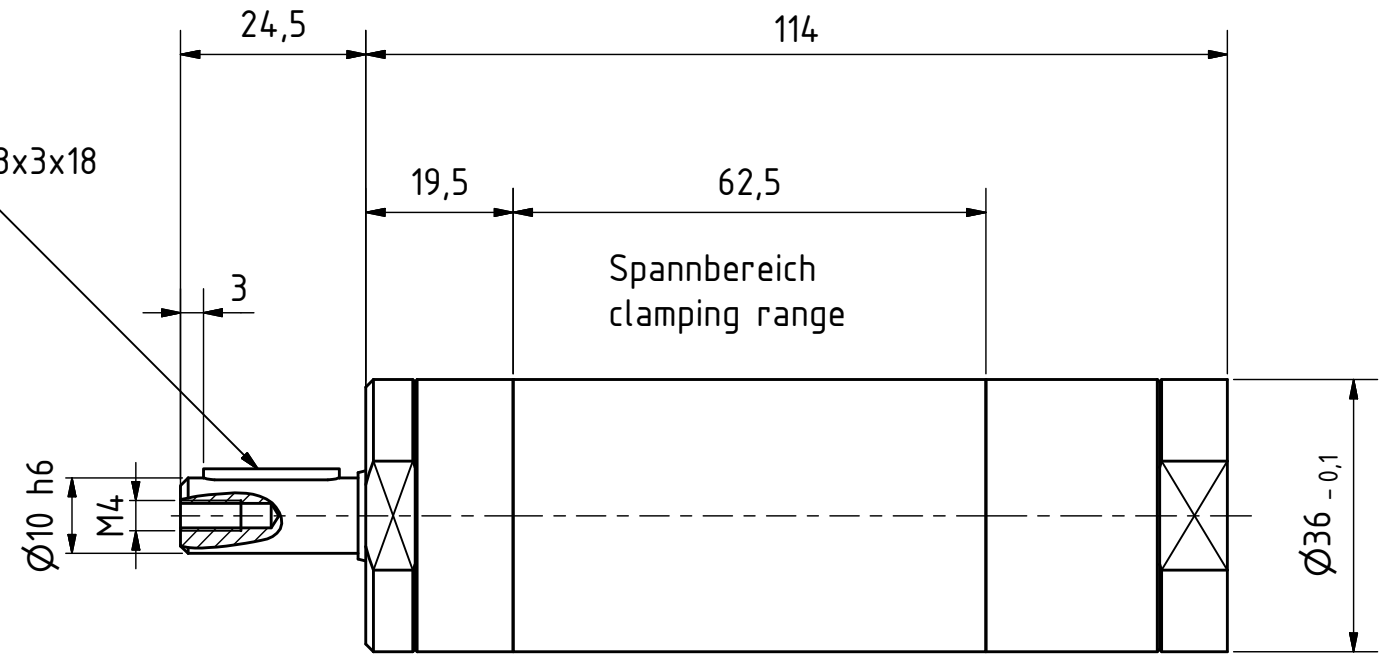 24,5
114
3x3x18
19,5
62,5
Spannbereich
clamping range
3
Ø10 h6
M4
Ø36 - 0,1